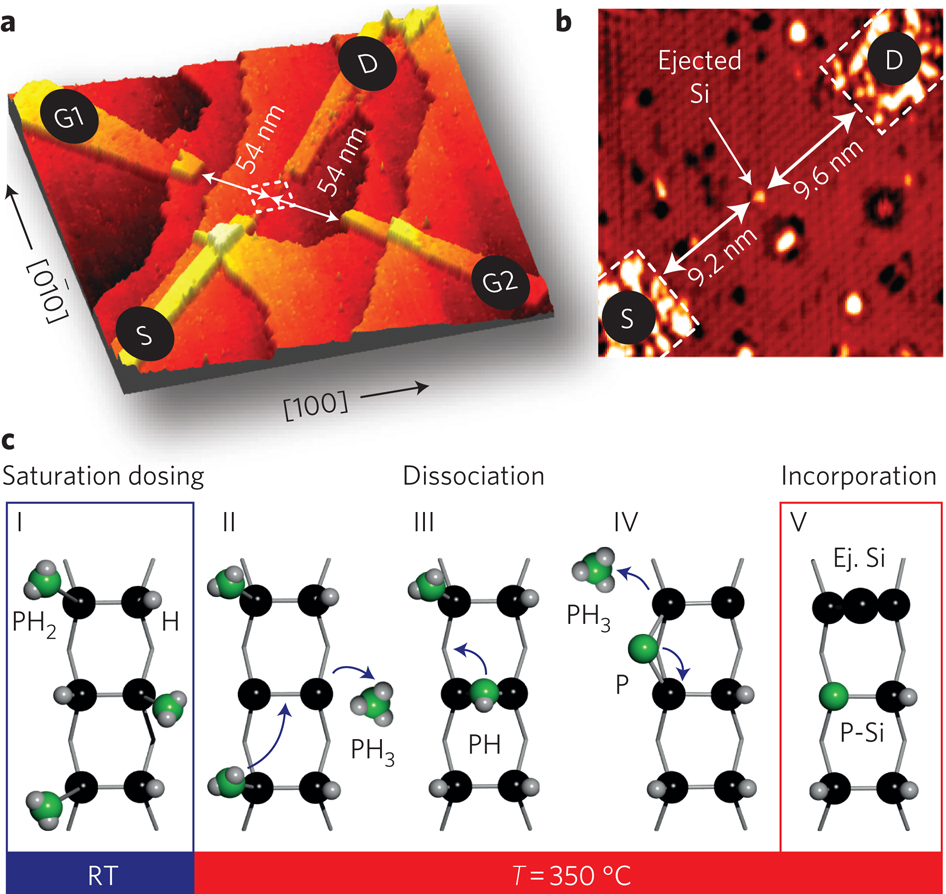 a
G1
D
54 nm
54 nm
S
G2
[01̄0]
[100]
b
Ejected
Si
D
9.6 nm
9.2 nm
S
c
Saturation dosing
Dissociation
Incorporation
I
II
III
IV
V
PH2
H
PH3
PH
PH3
P
Ej. Si
P-Si
RT
T = 350 °C